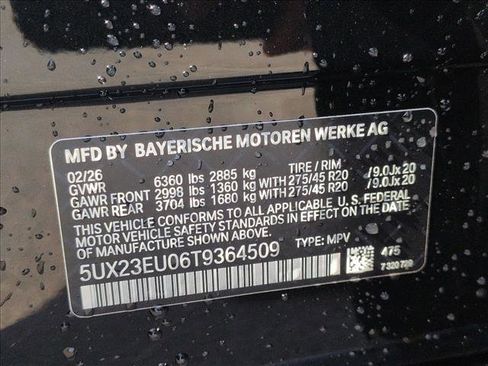 MFD BY BAYERISCHE MOTOREN WERKE AG
02/26 TIRE / RIM
GVWR 6360 lbs 2885 kg
GAWR FRONT 2998 lbs 1360 kg WITH 275/45 R20 /9.0Jx20
GAWR REAR 3704 lbs 1680 kg WITH 275/45 R20 /9.0Jx20
THIS VEHICLE CONFORMS TO ALL APPLICABLE U.S. FEDERAL
MOTOR VEHICLE SAFETY STANDARDS IN EFFECT ON THE DATE
OF MANUFACTURE SHOWN ABOVE.
5UX23EU06T9364509 TYPE: MPV
475